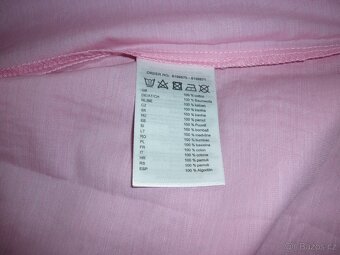 ORDER NO.: 8198870 - 8198871
GB 100 % cotton
DE/AT/CH 100 % Baumwolle
NL/BE 100 % katoen
CZ 100 % bavlna
SK 100 % bavlna
HU 100 % pamut
SE 100 %
SI 100 % bombaž
LT 100 % medvilnė
RO 100 % bumbac
PL 100 % bawełna
FR 100 % coton
IT 100 % cotone
HR 100 % pamuk
RS 100 % pamuk
ESP 100 % Algodón
Bazos.cz